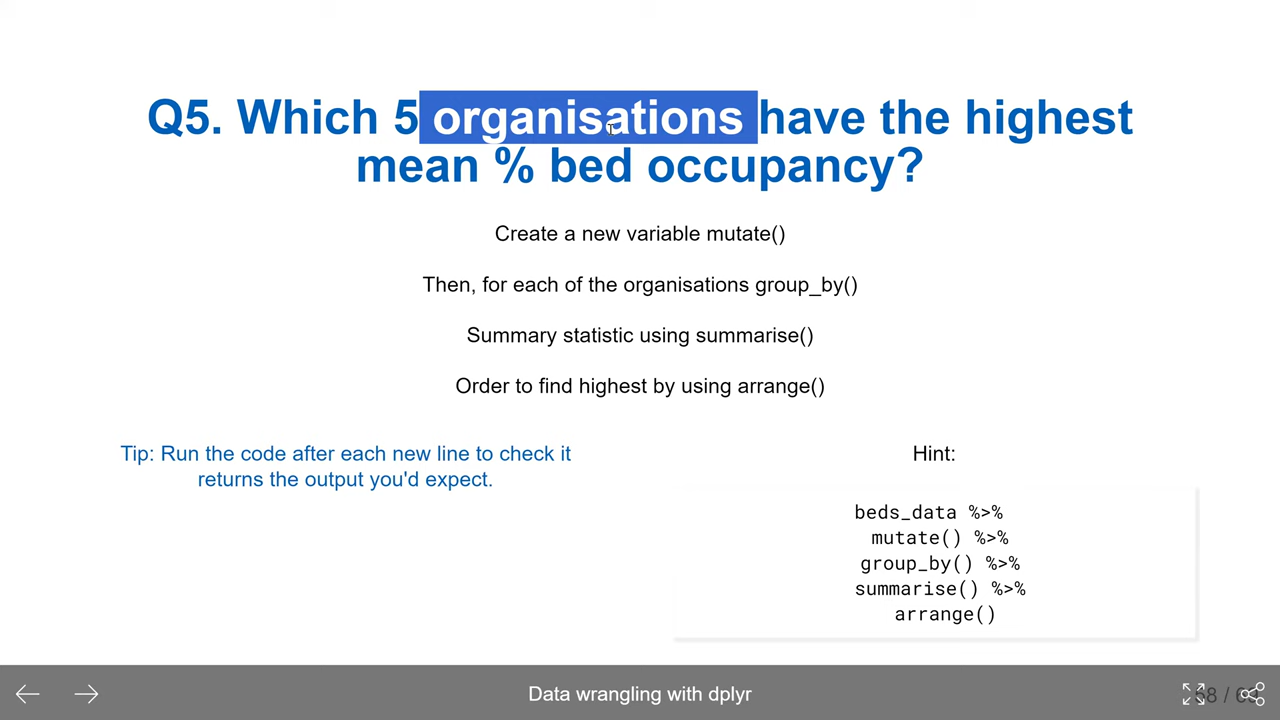 Q5. Which 5 organisations have the highest
mean % bed occupancy?
Create a new variable mutate()
Then, for each of the organisations group_by()
Summary statistic using summarise()
Order to find highest by using arrange()
Tip: Run the code after each new line to check it
returns the output you'd expect.
Hint:
beds_data %>%
mutate() %>%
group_by() %>%
summarise() %>%
arrange()
Data wrangling with dplyr